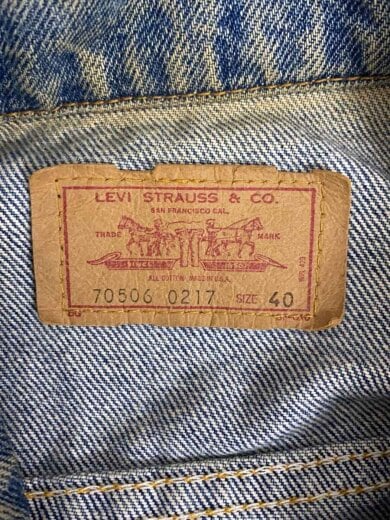 LEVI STRAUSS & CO.
SAN FRANCISCO CAL.
TRADE MARK
ALL COTTON MADE IN U.S.A.
70506 0217 SIZE 40